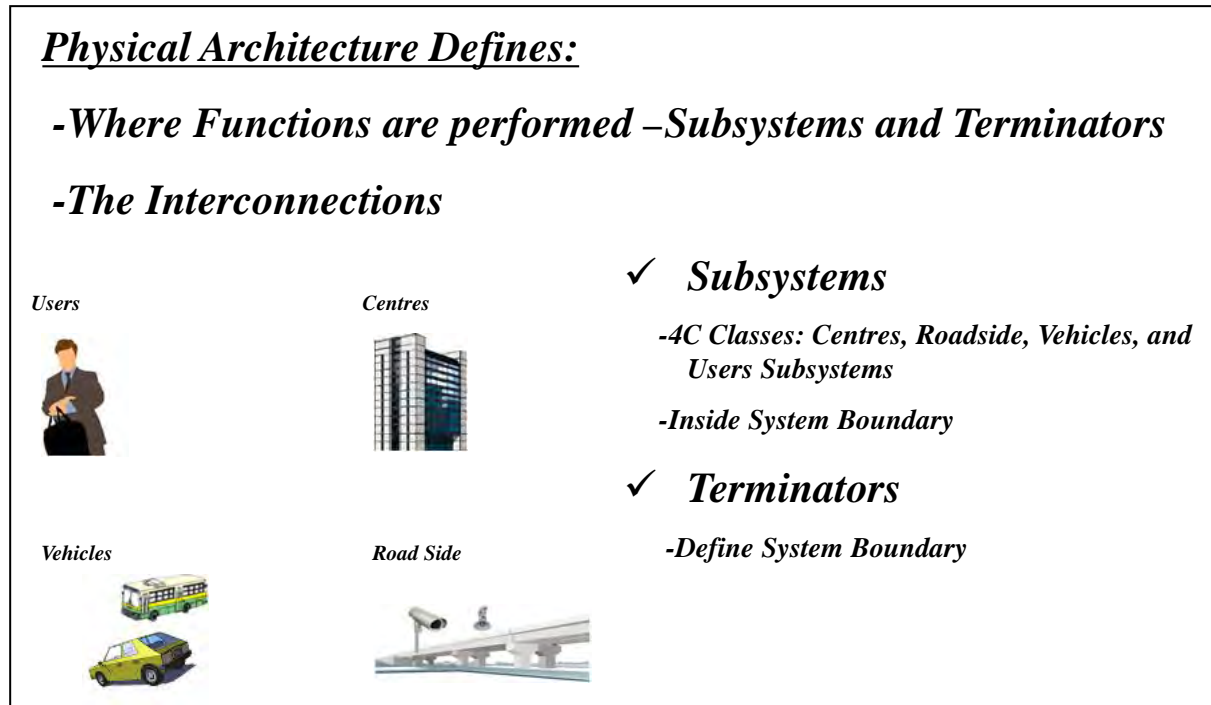 Physical Architecture Defines:
-Where Functions are performed –Subsystems and Terminators
-The Interconnections
Users
Centres
Vehicles
Road Side
✓ Subsystems
-4C Classes: Centres, Roadside, Vehicles, and
Users Subsystems
-Inside System Boundary
✓ Terminators
-Define System Boundary